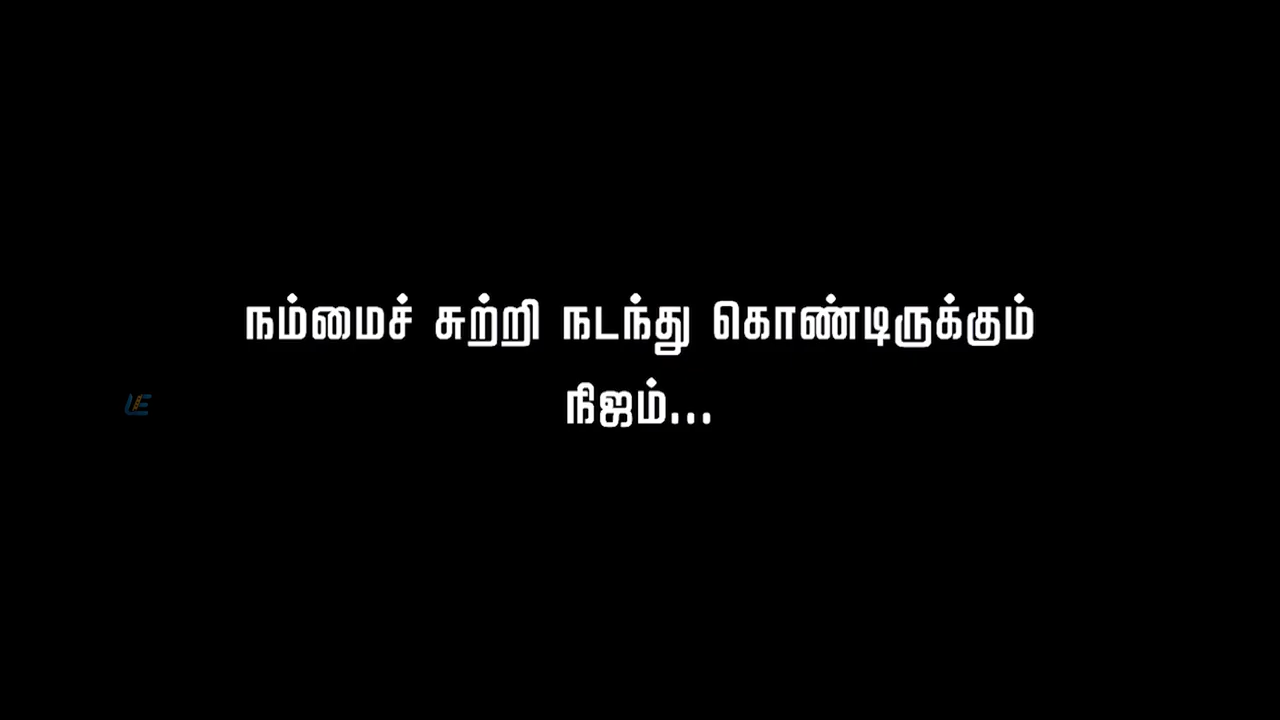 நம்மைச் சுற்றி நடந்து கொண்டிருக்கும்
நிஜம்...